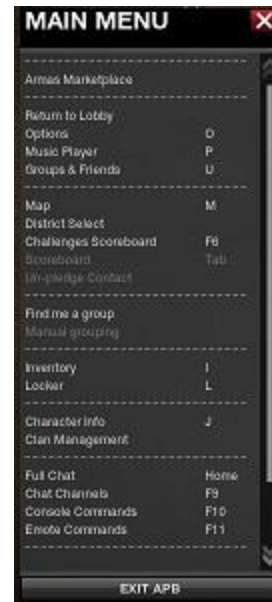 MAIN MENU X
Armas Marketplace
Return to Lobby
Options O
Music Player P
Groups & Friends U
Map M
District Select
Challenges Scoreboard F6
Scoreboard Tab
Un-pledge Contact
Find me a group
Manual grouping
Inventory I
Locker L
Character Info J
Clan Management
Full Chat Home
Chat Channels F9
Console Commands F10
Emote Commands F11
EXIT APB